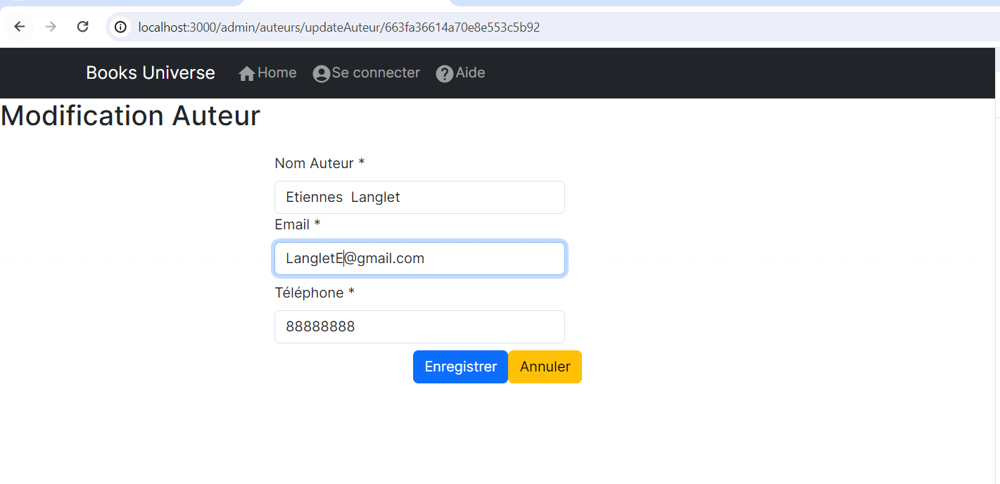 localhost:3000/admin/auteurs/updateAuteur/663fa36614a70e8e553c5b92
Books Universe Home Se connecter Aide
Modification Auteur
Nom Auteur *
Etiennes  Langlet
Email *
LangletE@gmail.com
Téléphone *
88888888
Enregistrer Annuler